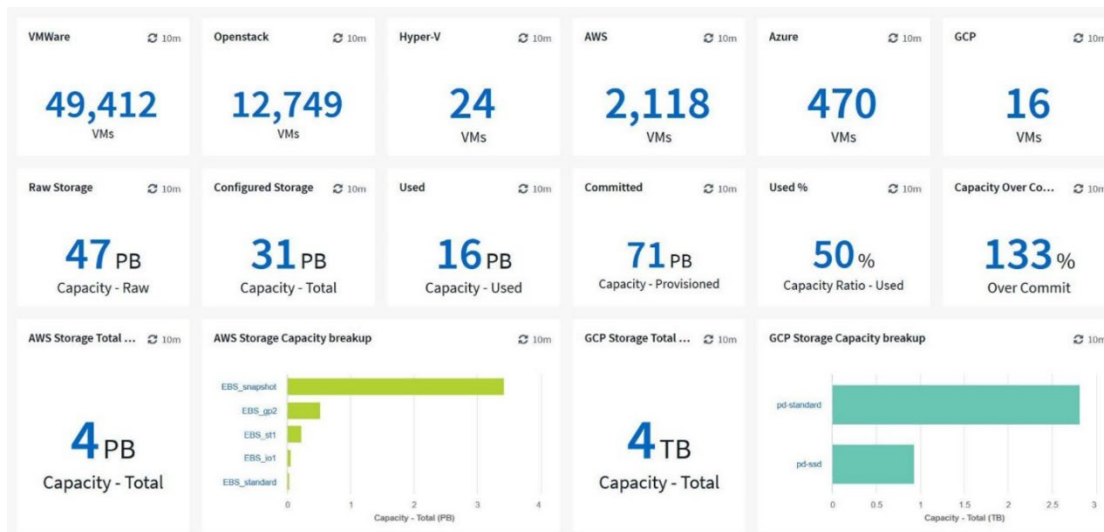 VMWare 10m
Openstack 10m
Hyper-V 10m
AWS 10m
Azure 10m
GCP 10m
49,412
VMs
12,749
VMs
24
VMs
2,118
VMs
470
VMs
16
VMs
Raw Storage 10m
Configured Storage 10m
Used 10m
Committed 10m
Used % 10m
Capacity Over Co... 10m
47 PB
Capacity - Raw
31 PB
Capacity - Total
16 PB
Capacity - Used
71 PB
Capacity - Provisioned
50 %
Capacity Ratio - Used
133 %
Over Commit
AWS Storage Total ... 10m
4 PB
Capacity - Total
AWS Storage Capacity breakup 10m
EBS_snapshot
EBS_gp2
EBS_st1
EBS_io1
EBS_standard
0 1 2 3 4
Capacity - Total (PB)
GCP Storage Total ... 10m
4 TB
Capacity - Total
GCP Storage Capacity breakup 10m
pd-standard
pd-ssd
0 0.5 1 1.5 2 2.5 3
Capacity - Total (TB)